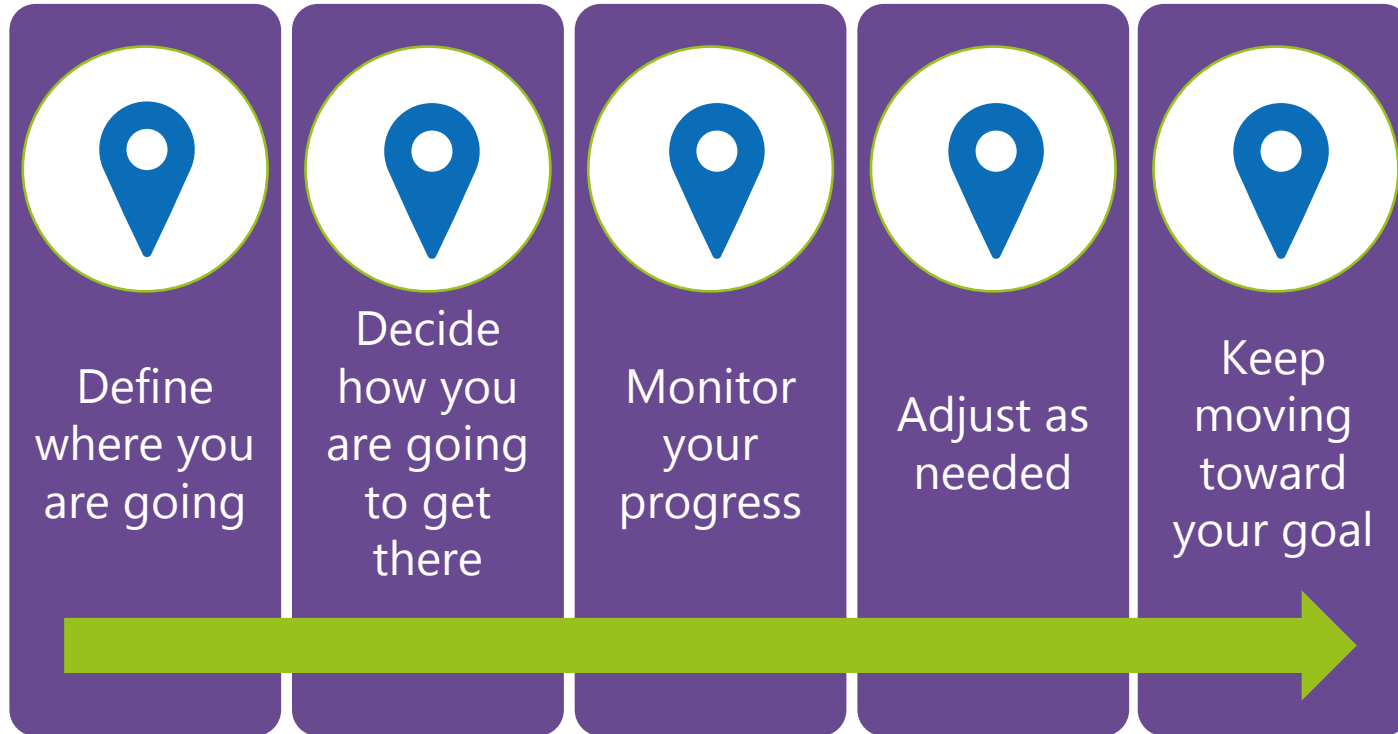 Define
where you
are going
Decide
how you
are going
to get
there
Monitor
your
progress
Adjust as
needed
Keep
moving
toward
your goal